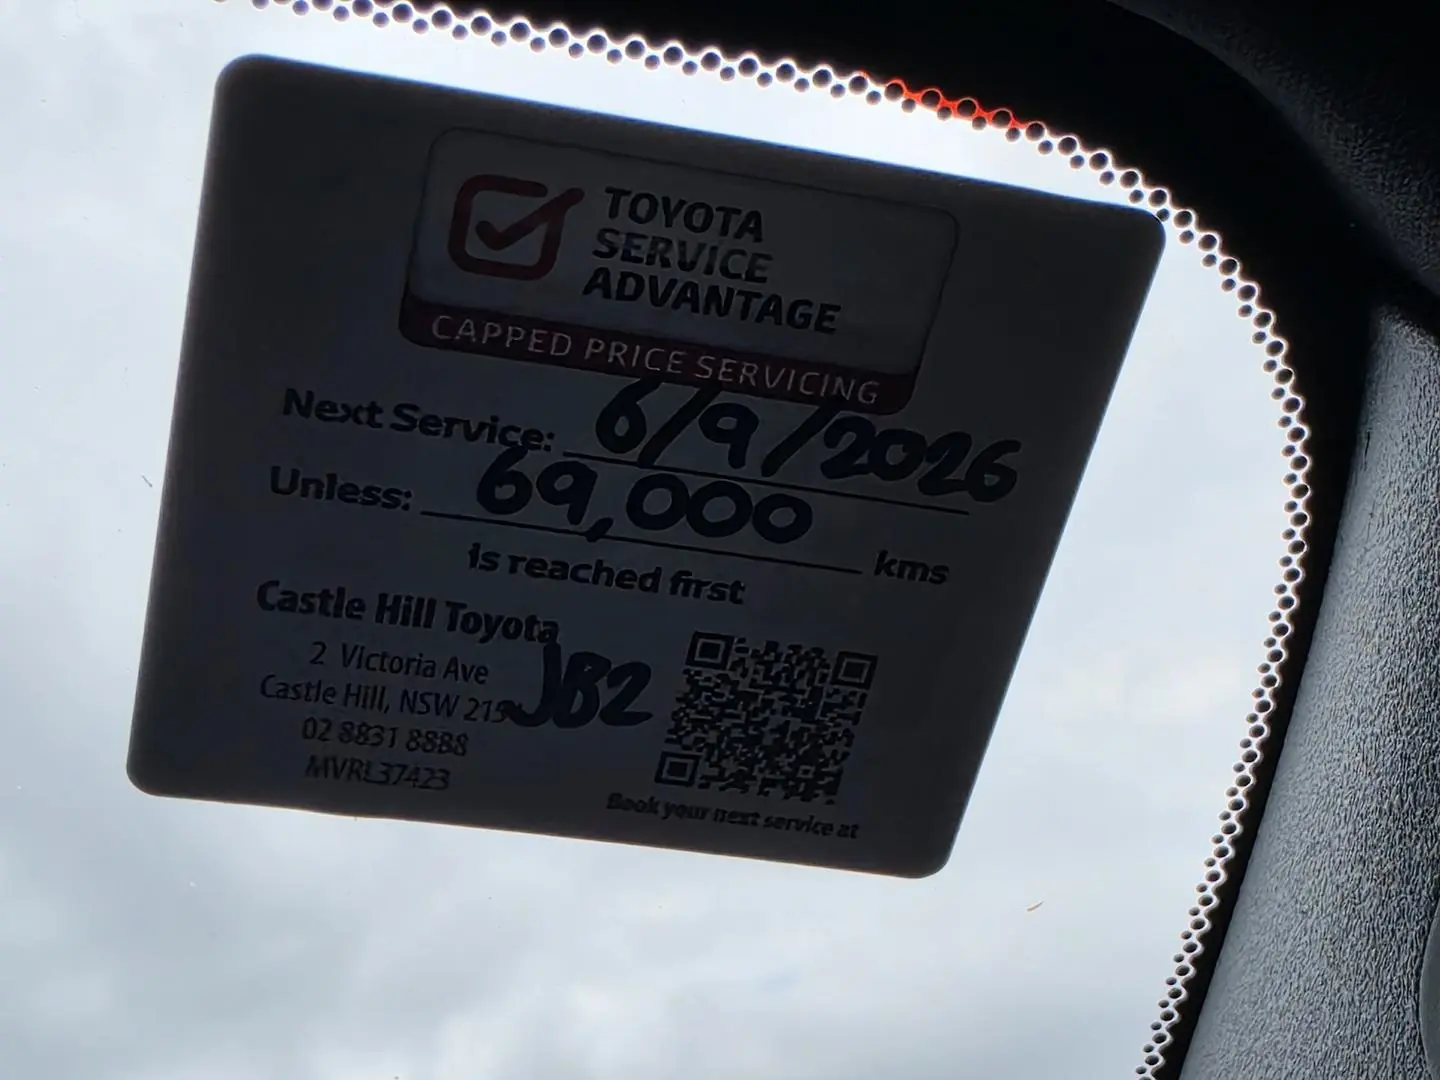 TOYOTA
SERVICE
ADVANTAGE
CAPPED PRICE SERVICING
Next Service: 6/9/2026
Unless: 69,000 kms
is reached first
Castle Hill Toyota
2 Victoria Ave
Castle Hill, NSW
JB2
02 8831 8888
MVRL37423
Book your next service at